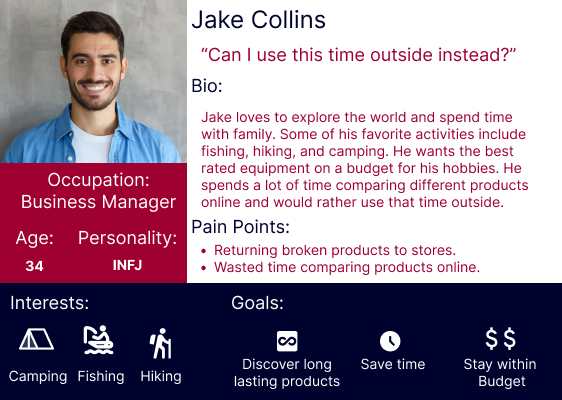 Jake Collins
“Can I use this time outside instead?”
Bio:
Jake loves to explore the world and spend time
with family. Some of his favorite activities include
fishing, hiking, and camping. He wants the best
rated equipment on a budget for his hobbies. He
spends a lot of time comparing different products
online and would rather use that time outside.
Pain Points:
• Returning broken products to stores.
• Wasted time comparing products online.
Occupation:
Business Manager
Age: Personality:
34 INFJ
Interests:
Camping Fishing Hiking
Goals:
Discover long
lasting products
Save time
$$
Stay within
Budget